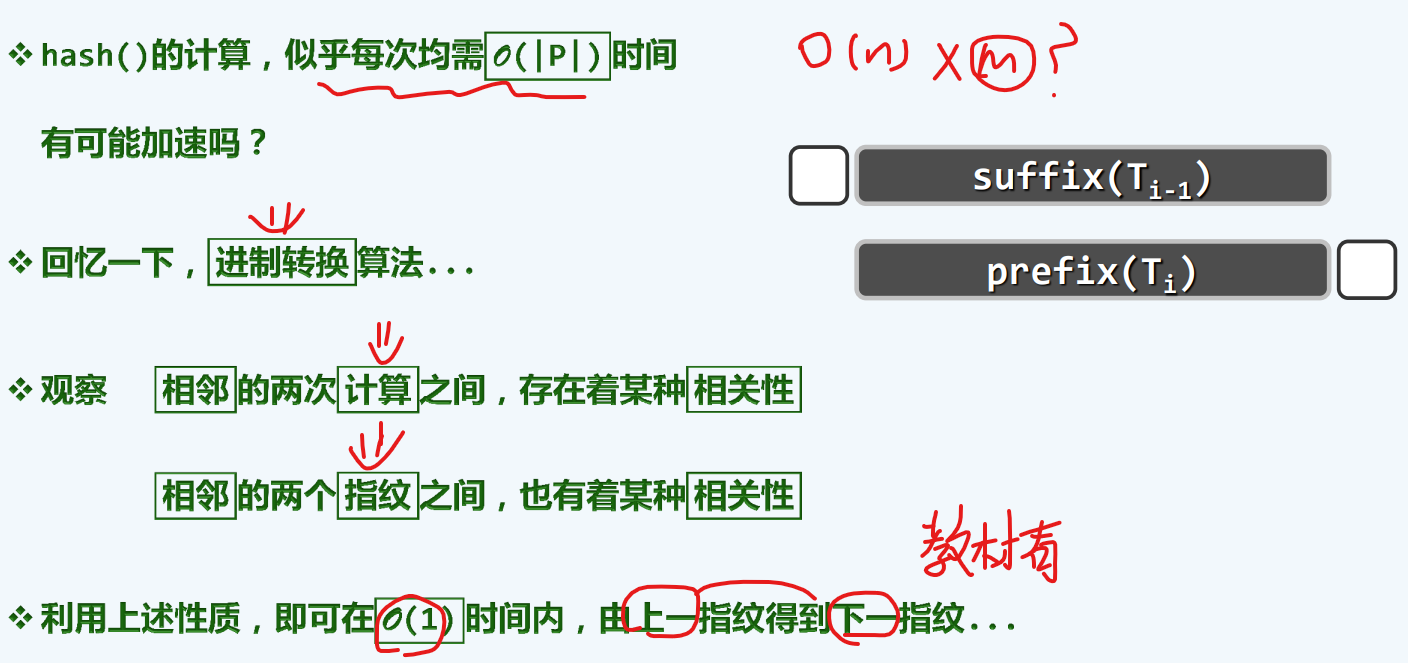 ❖ hash()的计算，似乎每次均需O(|P|)时间
O(n) × m ?
有可能加速吗？
suffix(Tᵢ₋₁)
❖ 回忆一下，进制转换算法...
prefix(Tᵢ)
❖ 观察 相邻的两次计算之间，存在着某种相关性
相邻的两个指纹之间，也有着某种相关性
教材有
❖ 利用上述性质，即可在O(1)时间内，由上一指纹得到下一指纹...